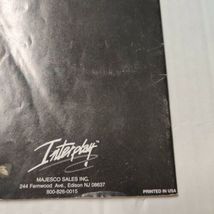 Interplay
MAJESCO SALES INC.
244 Fernwood Ave., Edison NJ 08837
800-826-0015
PRINTED IN USA